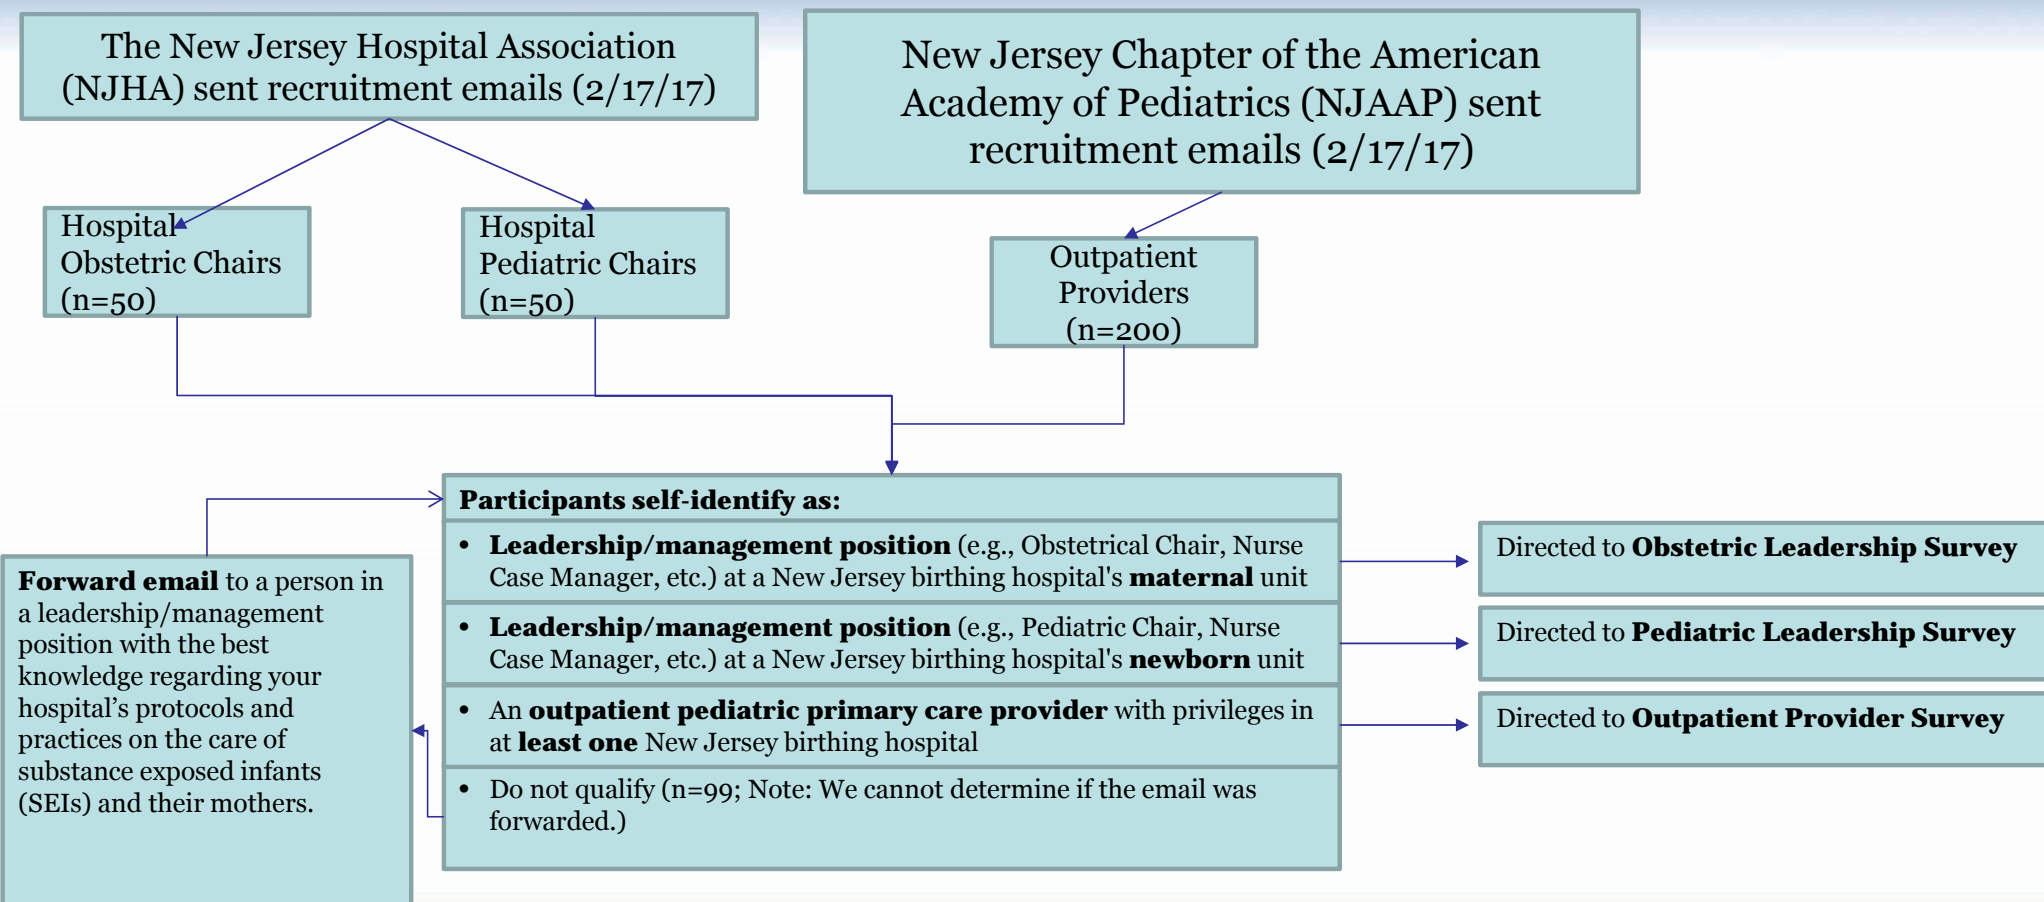 The New Jersey Hospital Association
(NJHA) sent recruitment emails (2/17/17)
New Jersey Chapter of the American
Academy of Pediatrics (NJAAP) sent
recruitment emails (2/17/17)
Hospital
Obstetric Chairs
(n=50)
Hospital
Pediatric Chairs
(n=50)
Outpatient
Providers
(n=200)
Participants self-identify as:
• Leadership/management position (e.g., Obstetrical Chair, Nurse
Case Manager, etc.) at a New Jersey birthing hospital's maternal unit
• Leadership/management position (e.g., Pediatric Chair, Nurse
Case Manager, etc.) at a New Jersey birthing hospital's newborn unit
• An outpatient pediatric primary care provider with privileges in
at least one New Jersey birthing hospital
• Do not qualify (n=99; Note: We cannot determine if the email was
forwarded.)
Forward email to a person in
a leadership/management
position with the best
knowledge regarding your
hospital’s protocols and
practices on the care of
substance exposed infants
(SEIs) and their mothers.
Directed to Obstetric Leadership Survey
Directed to Pediatric Leadership Survey
Directed to Outpatient Provider Survey